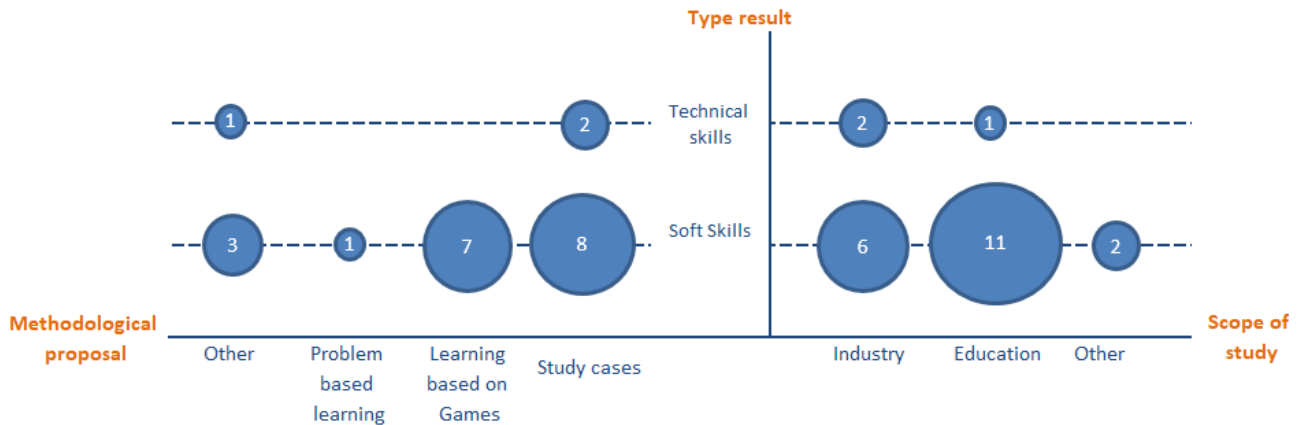 Type result
1
2
Technical
skills
2
1
3
1
7
8
Soft Skills
6
11
2
Methodological
proposal
Other
Problem
based
learning
Learning
based on
Games
Study cases
Industry
Education
Other
Scope of
study